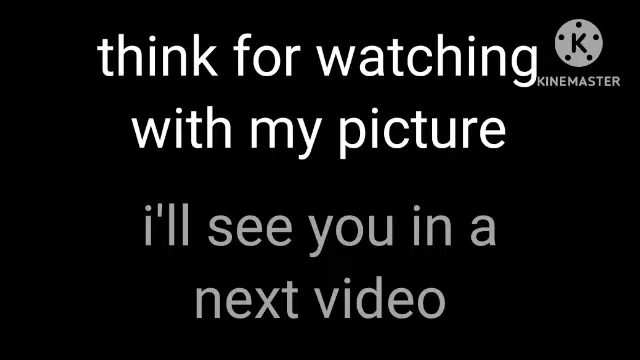 think for watching
KINEMASTER
with my picture
i'll see you in a
next video